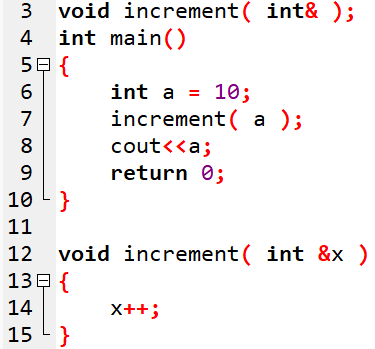 3 void increment( int& );
4 int main()
5 {
6     int a = 10;
7     increment( a );
8     cout<<a;
9     return 0;
10 }
11
12 void increment( int &x )
13 {
14     x++;
15 }